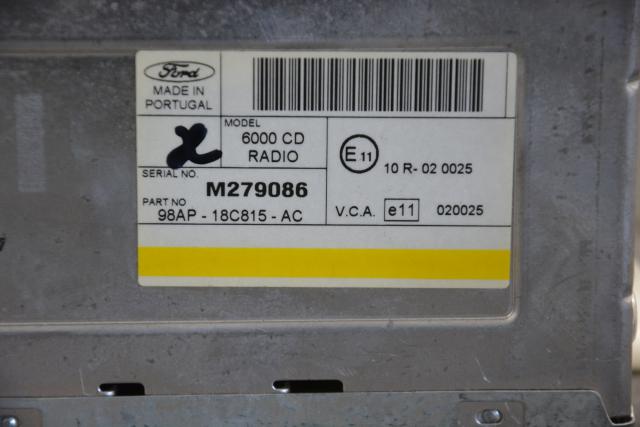 Ford
MADE IN
PORTUGAL
MODEL
6000 CD
RADIO
SERIAL NO.
M279086
PART NO
98AP - 18C815 - AC
E 11
10 R- 02 0025
V.C.A. e11 020025